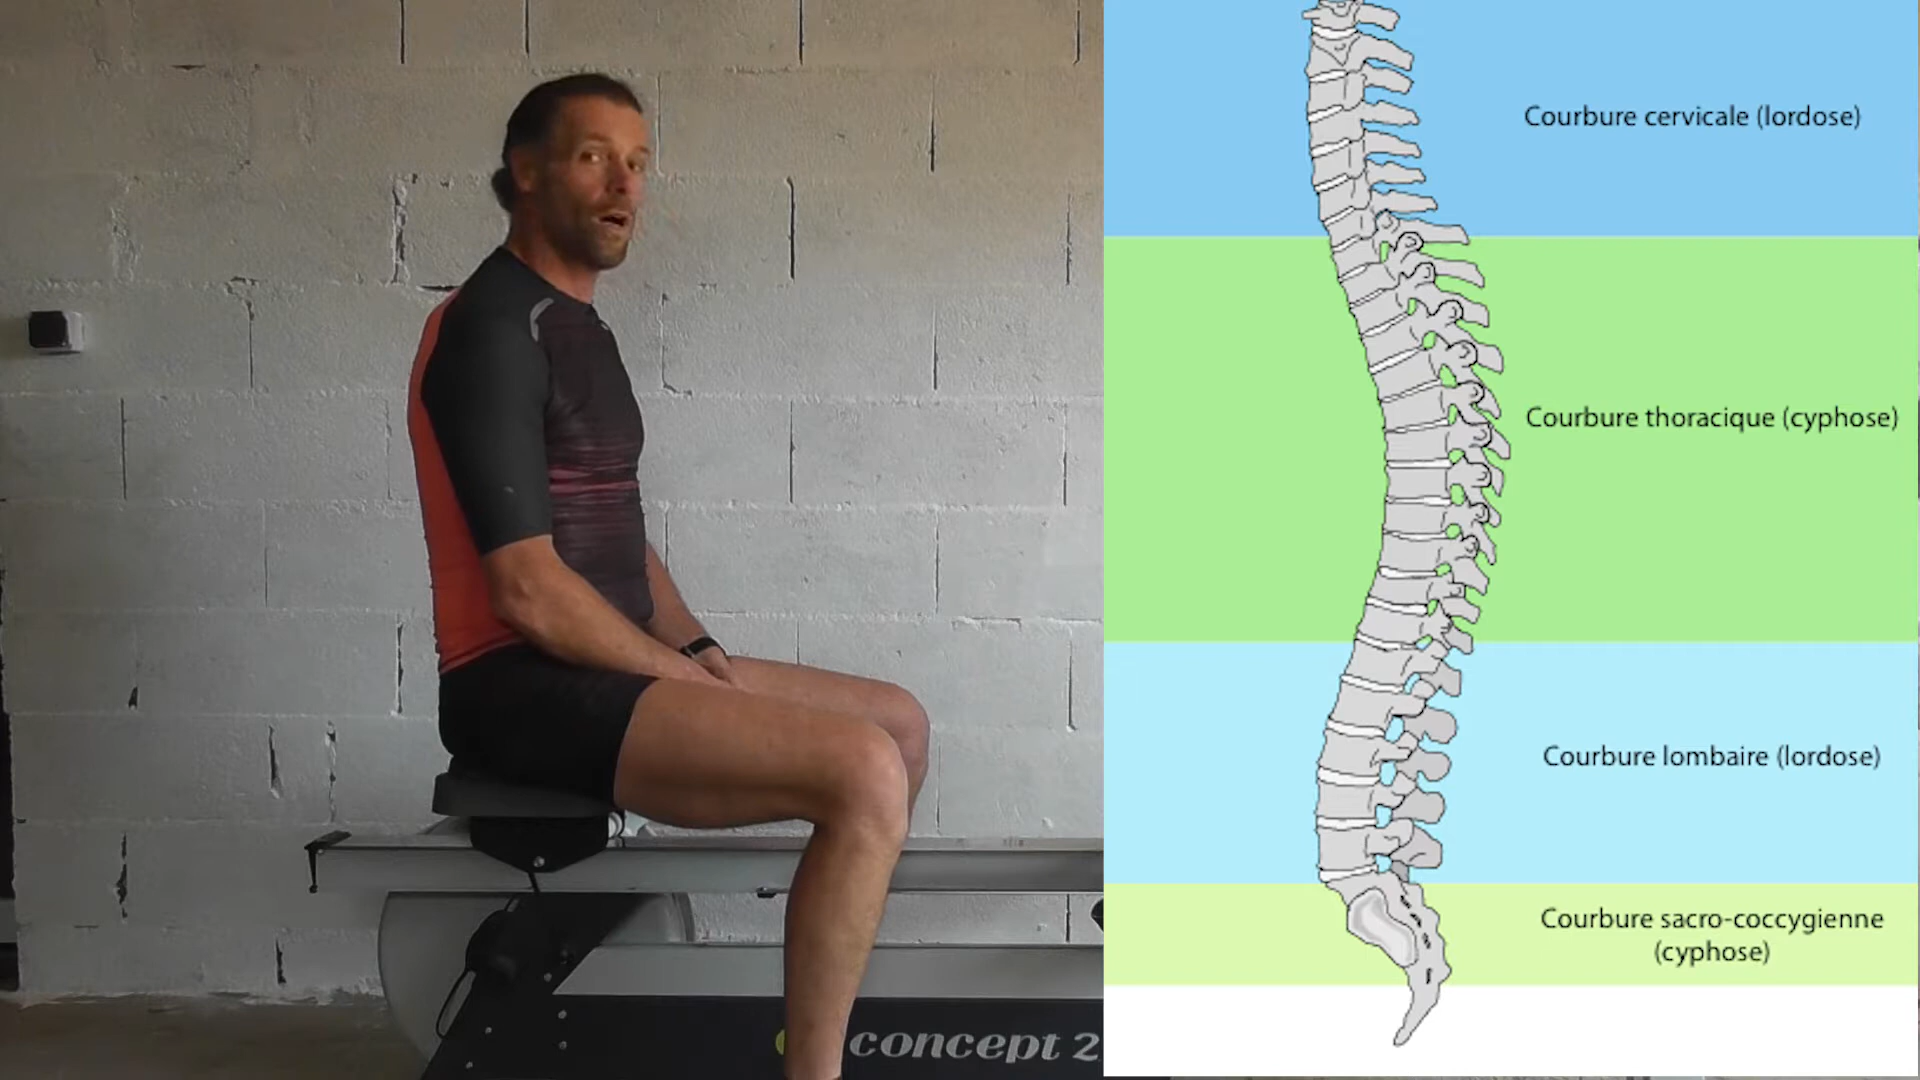 Courbure cervicale (lordose)
Courbure thoracique (cyphose)
Courbure lombaire (lordose)
Courbure sacro-coccygienne
(cyphose)
concept 2